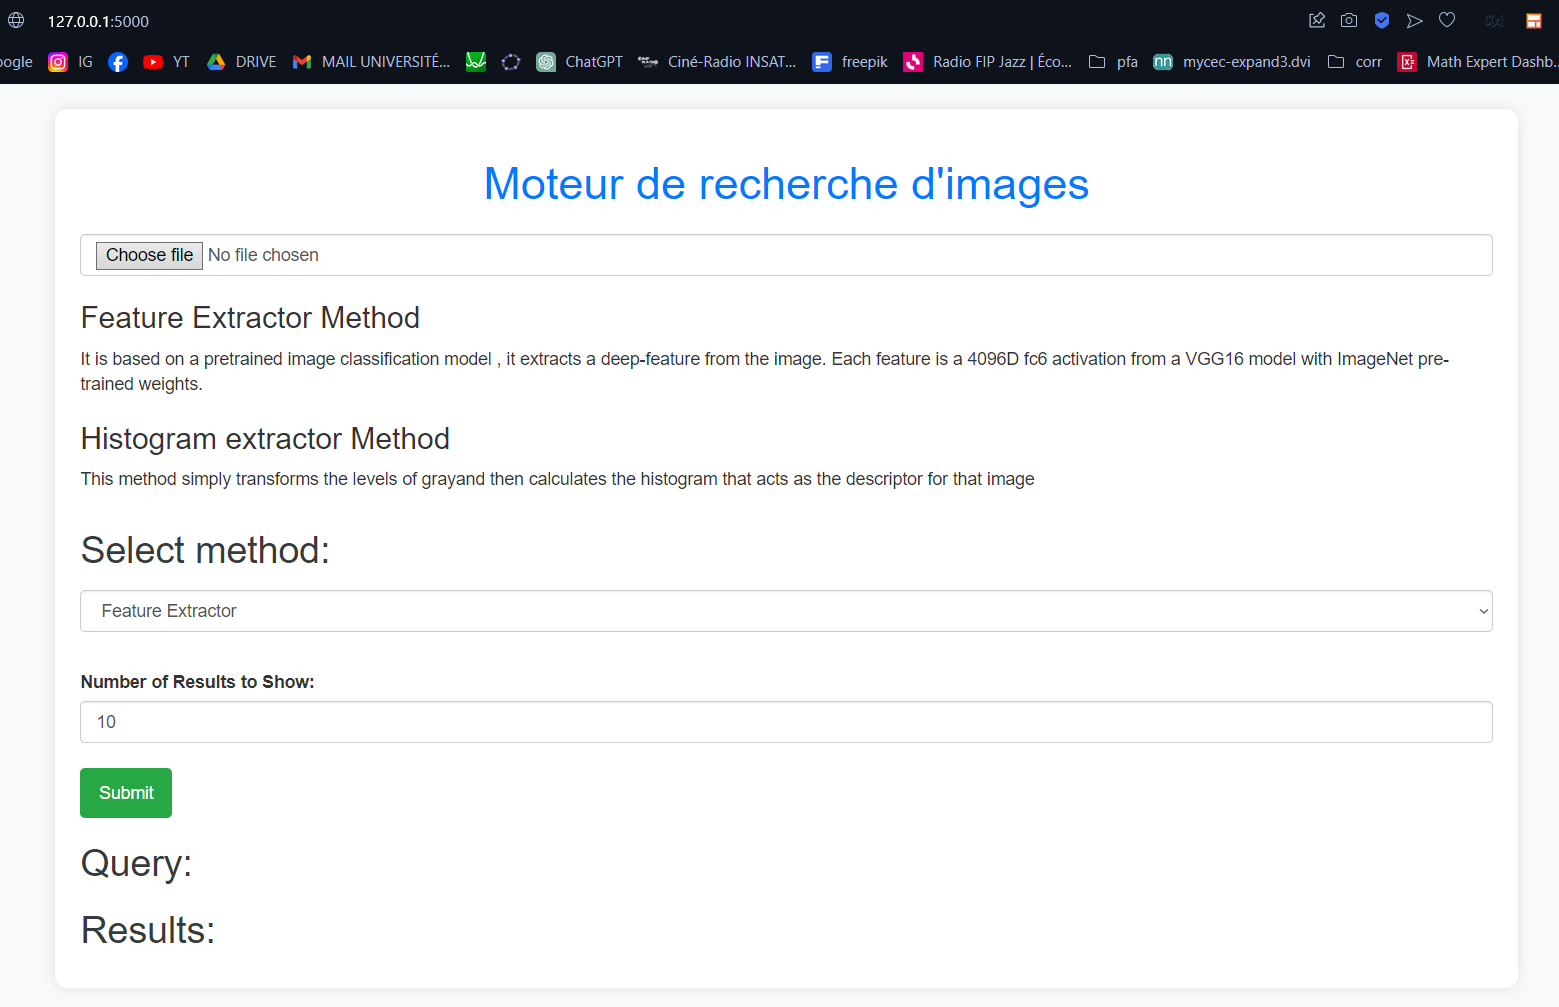 127.0.0.1:5000
ogle IG YT DRIVE MAIL UNIVERSITÉ... ChatGPT Ciné-Radio INSAT... freepik Radio FIP Jazz | Éco... pfa nn mycec-expand3.dvi corr Math Expert Dashb..
Moteur de recherche d'images
Choose file No file chosen
Feature Extractor Method
It is based on a pretrained image classification model , it extracts a deep-feature from the image. Each feature is a 4096D fc6 activation from a VGG16 model with ImageNet pre-
trained weights.
Histogram extractor Method
This method simply transforms the levels of grayand then calculates the histogram that acts as the descriptor for that image
Select method:
Feature Extractor
Number of Results to Show:
10
Submit
Query:
Results: